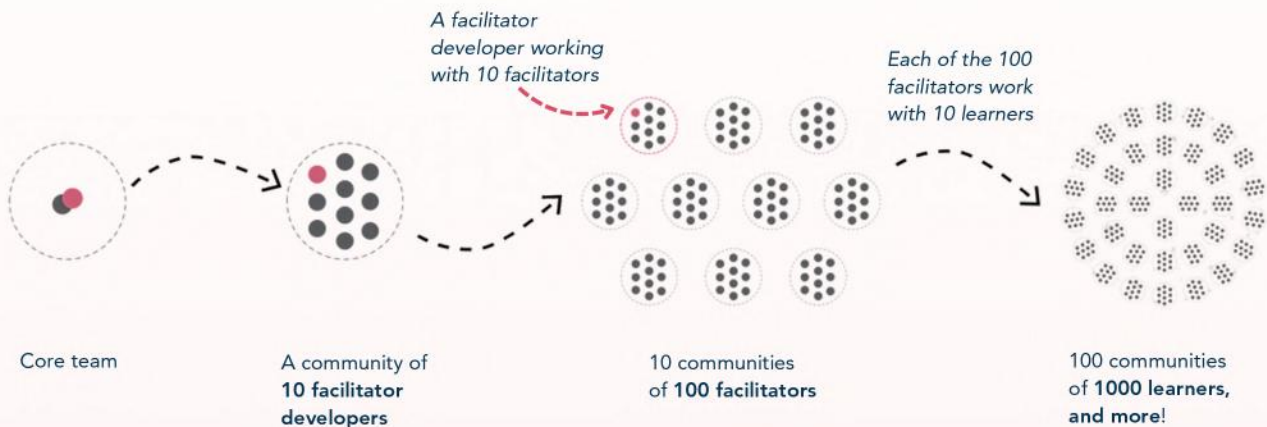 A facilitator
developer working
with 10 facilitators
Each of the 100
facilitators work
with 10 learners
Core team
A community of
10 facilitator
developers
10 communities
of 100 facilitators
100 communities
of 1000 learners,
and more!